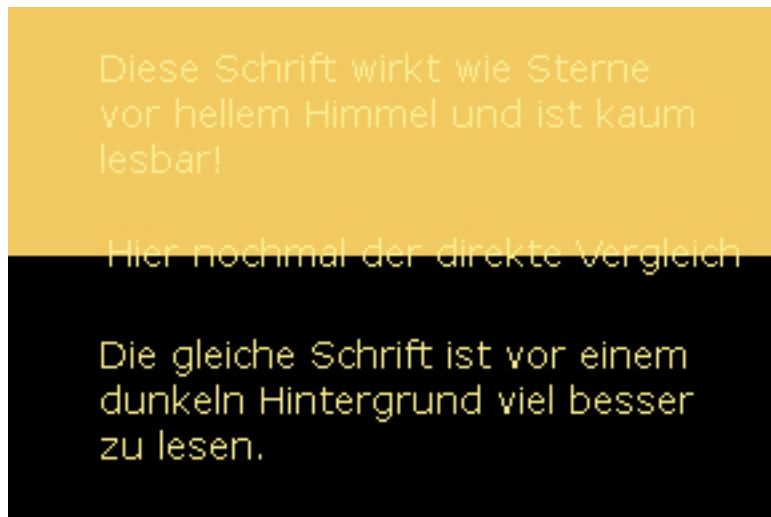 Diese Schrift wirkt wie Sterne
vor hellem Himmel und ist kaum
lesbar!
Hier nochmal der direkte Vergleich
Die gleiche Schrift ist vor einem
dunkeln Hintergrund viel besser
zu lesen.